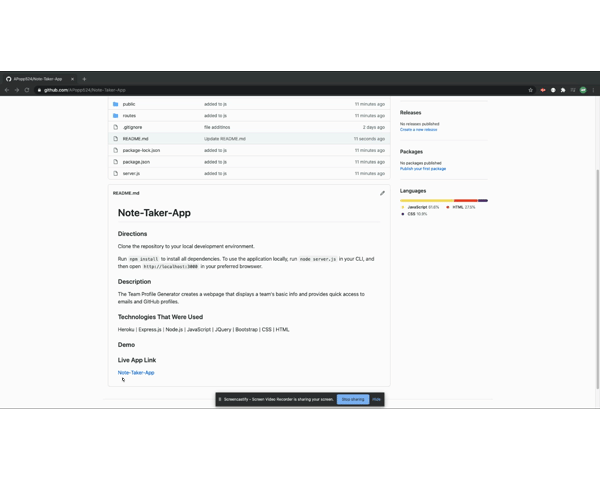 APapp924/Note-Taker-App
github.com/APapp924/Note-Taker-App
public added to js 11 minutes ago
routes added to js 11 minutes ago
.gitignore file additinos 2 days ago
README.md Update README.md 11 seconds ago
package-lock.json added to js 11 minutes ago
package.json added to js 11 minutes ago
server.js added to js 11 minutes ago
Releases
No releases published
Create a new release
Packages
No packages published
Publish your first package
Languages
JavaScript HTML 27.5%
CSS 10.9%
README.md
Note-Taker-App
Directions
Clone the repository to your local development environment.
Run npm install to install all dependencies. To use the application locally, run node server.js in your CLI, and
then open http://localhost:3000 in your preferred browswer.
Description
The Team Profile Generator creates a webpage that displays a team's basic info and provides quick access to
emails and GitHub profiles.
Technologies That Were Used
Heroku | Express.js | Node.js | JavaScript | JQuery | Bootstrap | CSS | HTML
Demo
Live App Link
Note-Taker-App
Screencastify - Screen Video Recorder is sharing your screen. Stop sharing Hide